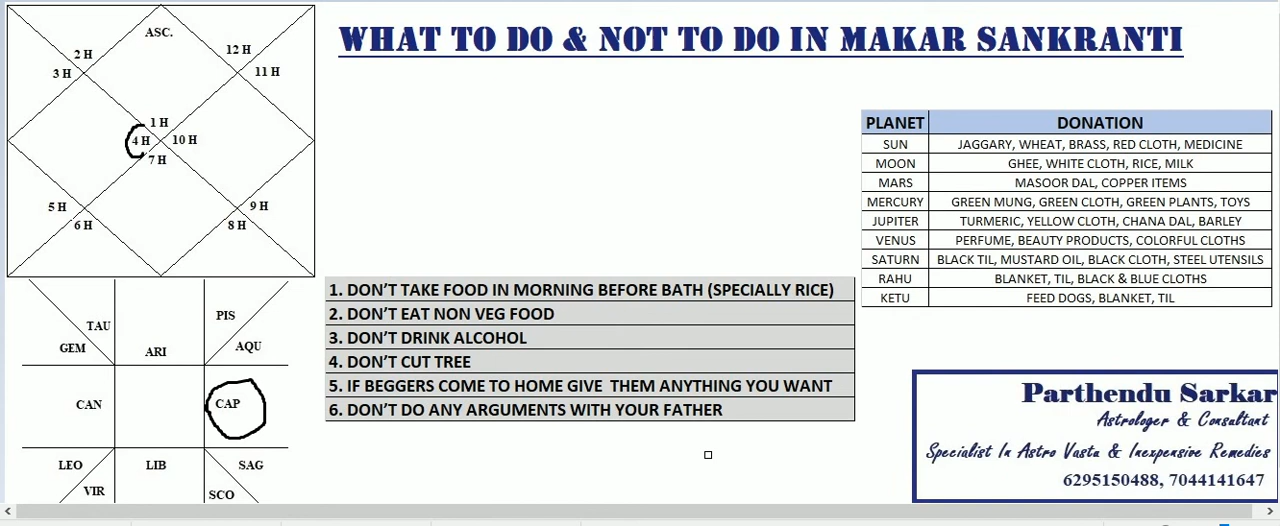 WHAT TO DO & NOT TO DO IN MAKAR SANKRANTI
ASC.
2 H
12 H
3 H
11 H
1 H
4 H
10 H
7 H
5 H
9 H
6 H
8 H
PLANET DONATION
SUN JAGGARY, WHEAT, BRASS, RED CLOTH, MEDICINE
MOON GHEE, WHITE CLOTH, RICE, MILK
MARS MASOOR DAL, COPPER ITEMS
MERCURY GREEN MUNG, GREEN CLOTH, GREEN PLANTS, TOYS
JUPITER TURMERIC, YELLOW CLOTH, CHANA DAL, BARLEY
VENUS PERFUME, BEAUTY PRODUCTS, COLORFUL CLOTHS
SATURN BLACK TIL, MUSTARD OIL, BLACK CLOTH, STEEL UTENSILS
RAHU BLANKET, TIL, BLACK & BLUE CLOTHS
KETU FEED DOGS, BLANKET, TIL
TAU
PIS
GEM
ARI
AQU
CAN
CAP
LEO
LIB
SAG
VIR
SCO
1. DON'T TAKE FOOD IN MORNING BEFORE BATH (SPECIALLY RICE)
2. DON'T EAT NON VEG FOOD
3. DON'T DRINK ALCOHOL
4. DON'T CUT TREE
5. IF BEGGERS COME TO HOME GIVE THEM ANYTHING YOU WANT
6. DON'T DO ANY ARGUMENTS WITH YOUR FATHER
Parthendu Sarkar
Astrologer & Consultant
Specialist In Astro Vastu & Inexpensive Remedies
6295150488, 7044141647